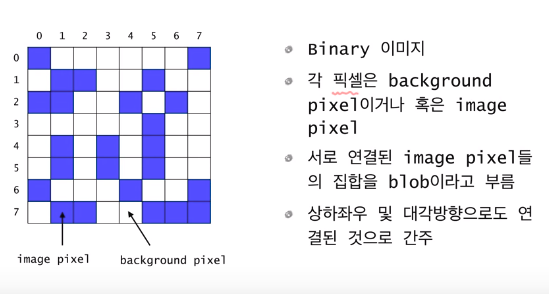 0 1 2 3 4 5 6 7
0
1
2
3
4
5
6
7
image pixel
background pixel
Binary 이미지
각 픽셀은 background
pixel이거나 혹은 image
pixel
서로 연결된 image pixel들
의 집합을 blob이라고 부름
상하좌우 및 대각방향으로도 연
결된 것으로 간주